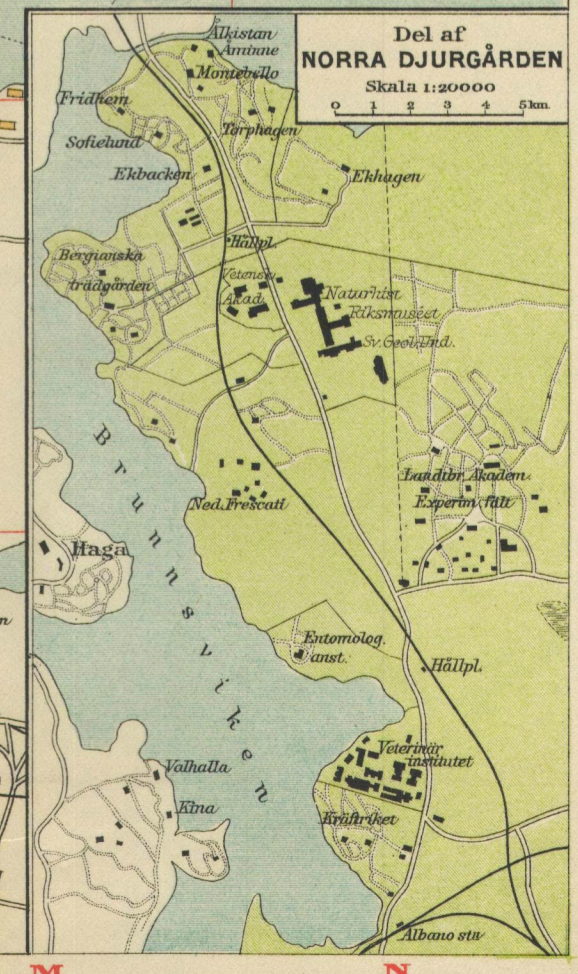 Del af
NORRA DJURGÅRDEN
Skala 1:20000
0 1 2 3 4 5 km
Ålkistan
Åminne
Montebello
Fridhem
Torphagen
Sofielund
Ekbacken
Ekhagen
Hållpl.
Bergianska
trädgården
Vetensk.
Akad.
Naturhist
Riksmuséet
Sv. Geol. Und.
Brunnsviken
Landtbr. Akadem.
Experim. fält
Ned. Frescati
Haga
Entomolog.
anst.
Hållpl.
Veterinär
institutet
Valhalla
Kina
Kräftriket
Albano stn
M N